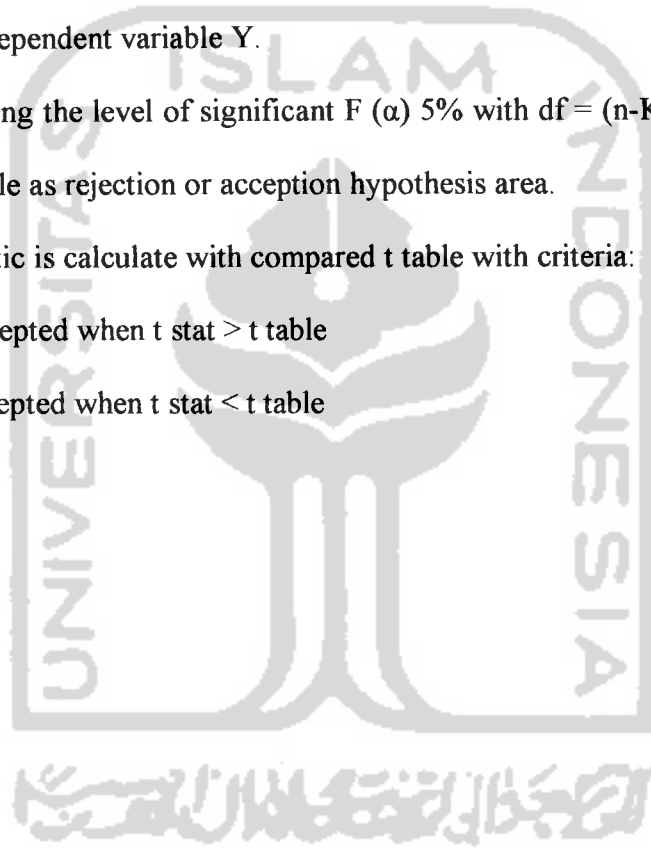 ependent variable Y.
ISLAM
ng the level of significant F (α) 5% with df = (n-K
le as rejection or acception hypothesis area.
tic is calculate with compared t table with criteria:
epted when t stat > t table
epted when t stat < t table
UNIVERSITAS
INDONESIA